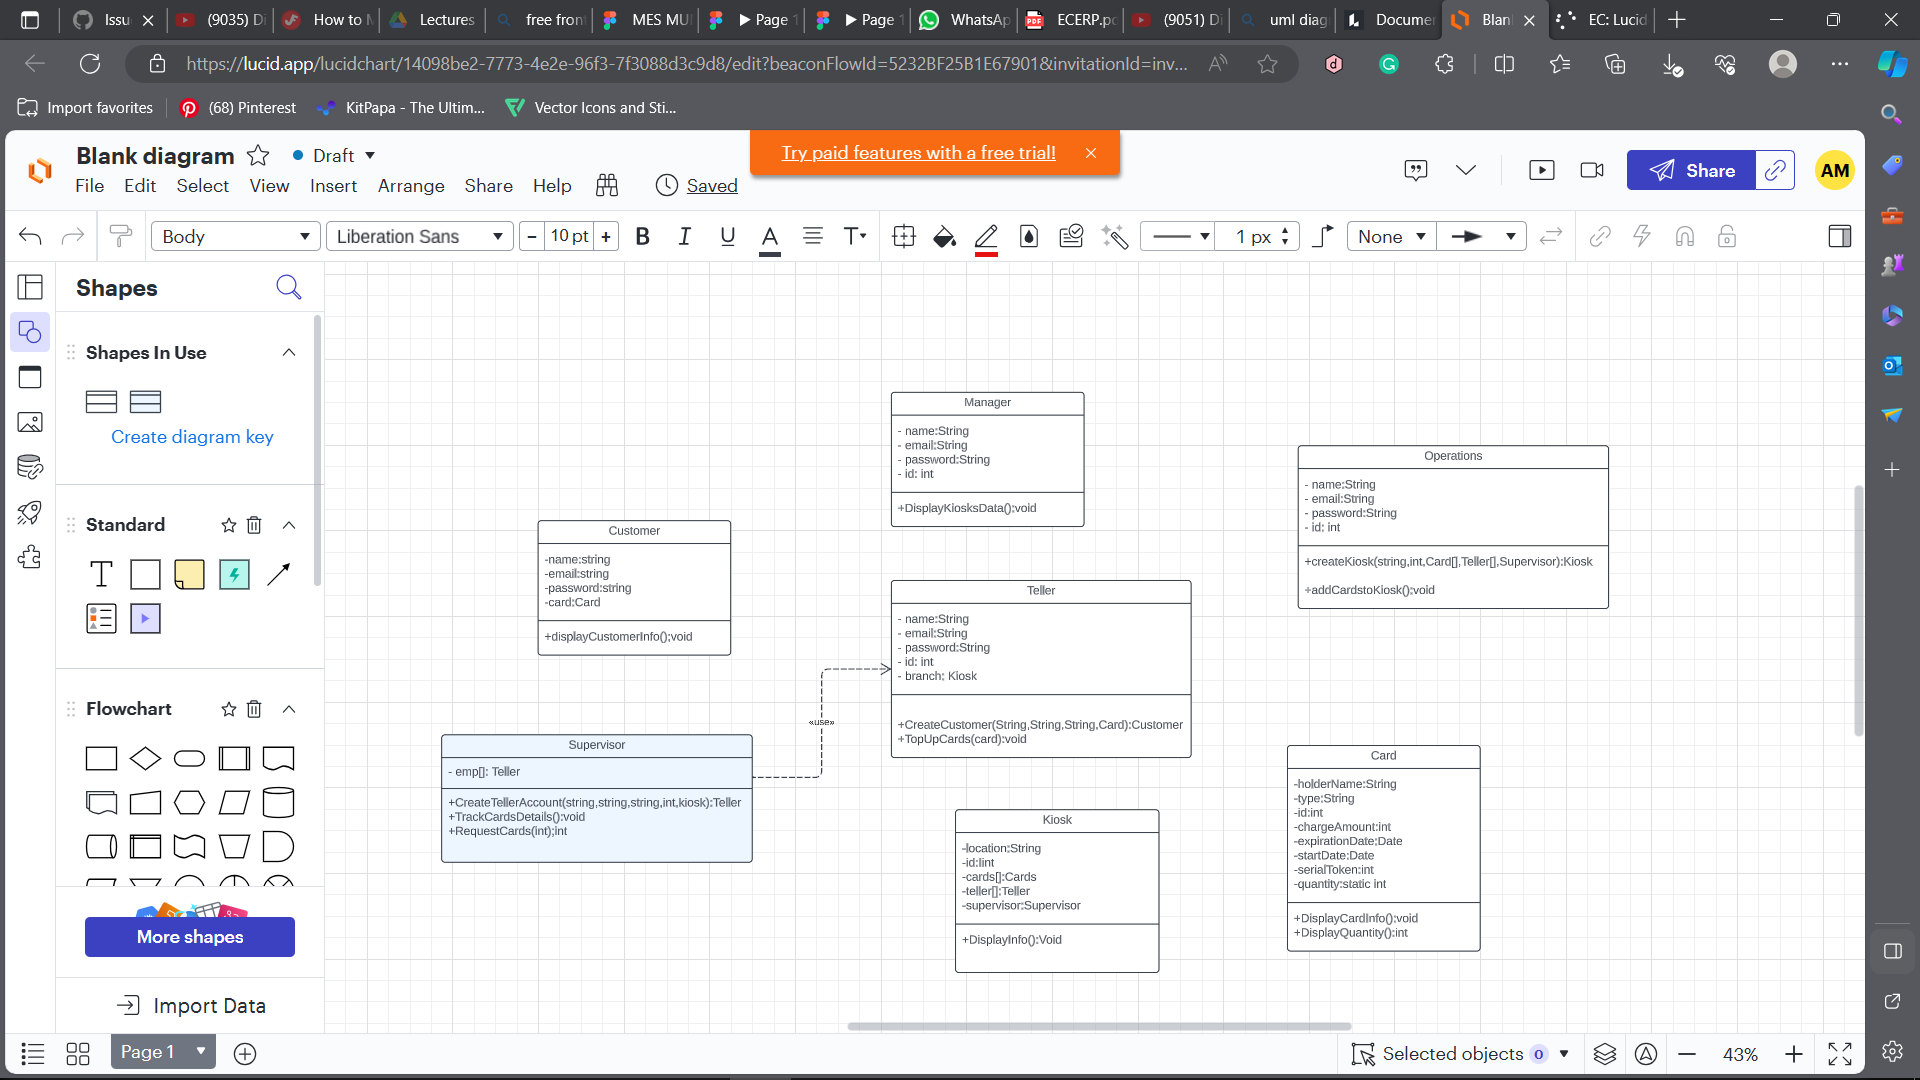 Issu
(9035) Di
How to M
Lectures
free fron
MES MUI
▶ Page 1
▶ Page 1
WhatsAp
ECERP.pd
(9051) Di
uml diag
Docume
Blan
EC: Lucid
https://lucid.app/lucidchart/14098be2-7773-4e2e-96f3-7f3088d3c9d8/edit?beaconFlowId=5232BF25B1E67901&invitationId=inv...
Import favorites
(68) Pinterest
KitPapa - The Ultim...
Vector Icons and Sti...
Blank diagram
Draft
Try paid features with a free trial!
File Edit Select View Insert Arrange Share Help
Saved
Share
AM
Body
Liberation Sans
- 10 pt +
B I U A T
1 px
None
Shapes
Shapes In Use
Create diagram key
Standard
T
Flowchart
More shapes
Import Data
Manager
- name:String
- email:String
- password:String
- id: int
+DisplayKiosksData():void
Operations
- name:String
- email:String
- password:String
- id: int
+createKiosk(string,int,Card[],Teller[],Supervisor):Kiosk
+addCardstoKiosk():void
Customer
-name:string
-email:string
-password:string
-card:Card
+displayCustomerInfo():void
Teller
- name:String
- email:String
- password:String
- id: int
- branch: Kiosk
+CreateCustomer(String,String,String,Card):Customer
+TopUpCards(card):void
«use»
Supervisor
- emp[]: Teller
+CreateTellerAccount(string,string,string,int,kiosk):Teller
+TrackCardsDetails():void
+RequestCards(int):int
Kiosk
-location:String
-id:Iint
-cards[]:Cards
-teller[]:Teller
-supervisor:Supervisor
+DisplayInfo():Void
Card
-holderName:String
-type:String
-id:int
-chargeAmount:int
-expirationDate:Date
-startDate:Date
-serialToken:int
-quantity:static int
+DisplayCardInfo():void
+DisplayQuantity():int
Page 1
Selected objects 0
43%